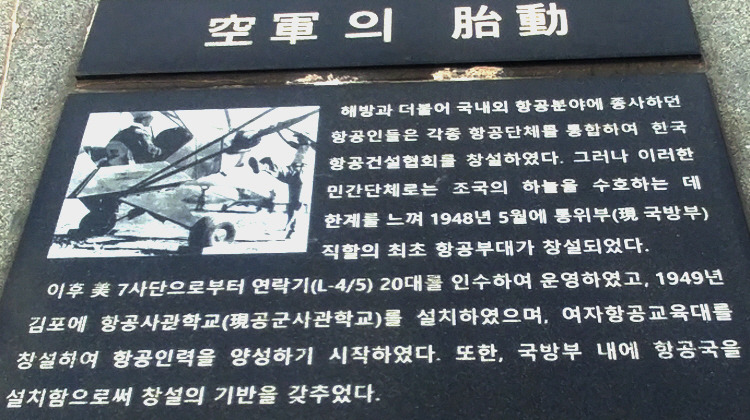 空軍의 胎動
해방과 더불어 국내외 항공분야에 종사하던
항공인들은 각종 항공단체를 통합하여 한국
항공건설협회를 창설하였다. 그러나 이러한
민간단체로는 조국의 하늘을 수호하는 데
한계를 느껴 1948년 5월에 통위부(現 국방부)
직할의 최초 항공부대가 창설되었다.
이후 美 7사단으로부터 연락기(L-4/5) 20대를 인수하여 운영하였고, 1949년
김포에 항공사관학교(現공군사관학교)를 설치하였으며, 여자항공교육대를
창설하여 항공인력을 양성하기 시작하였다. 또한, 국방부 내에 항공국을
설치함으로써 창설의 기반을 갖추었다.